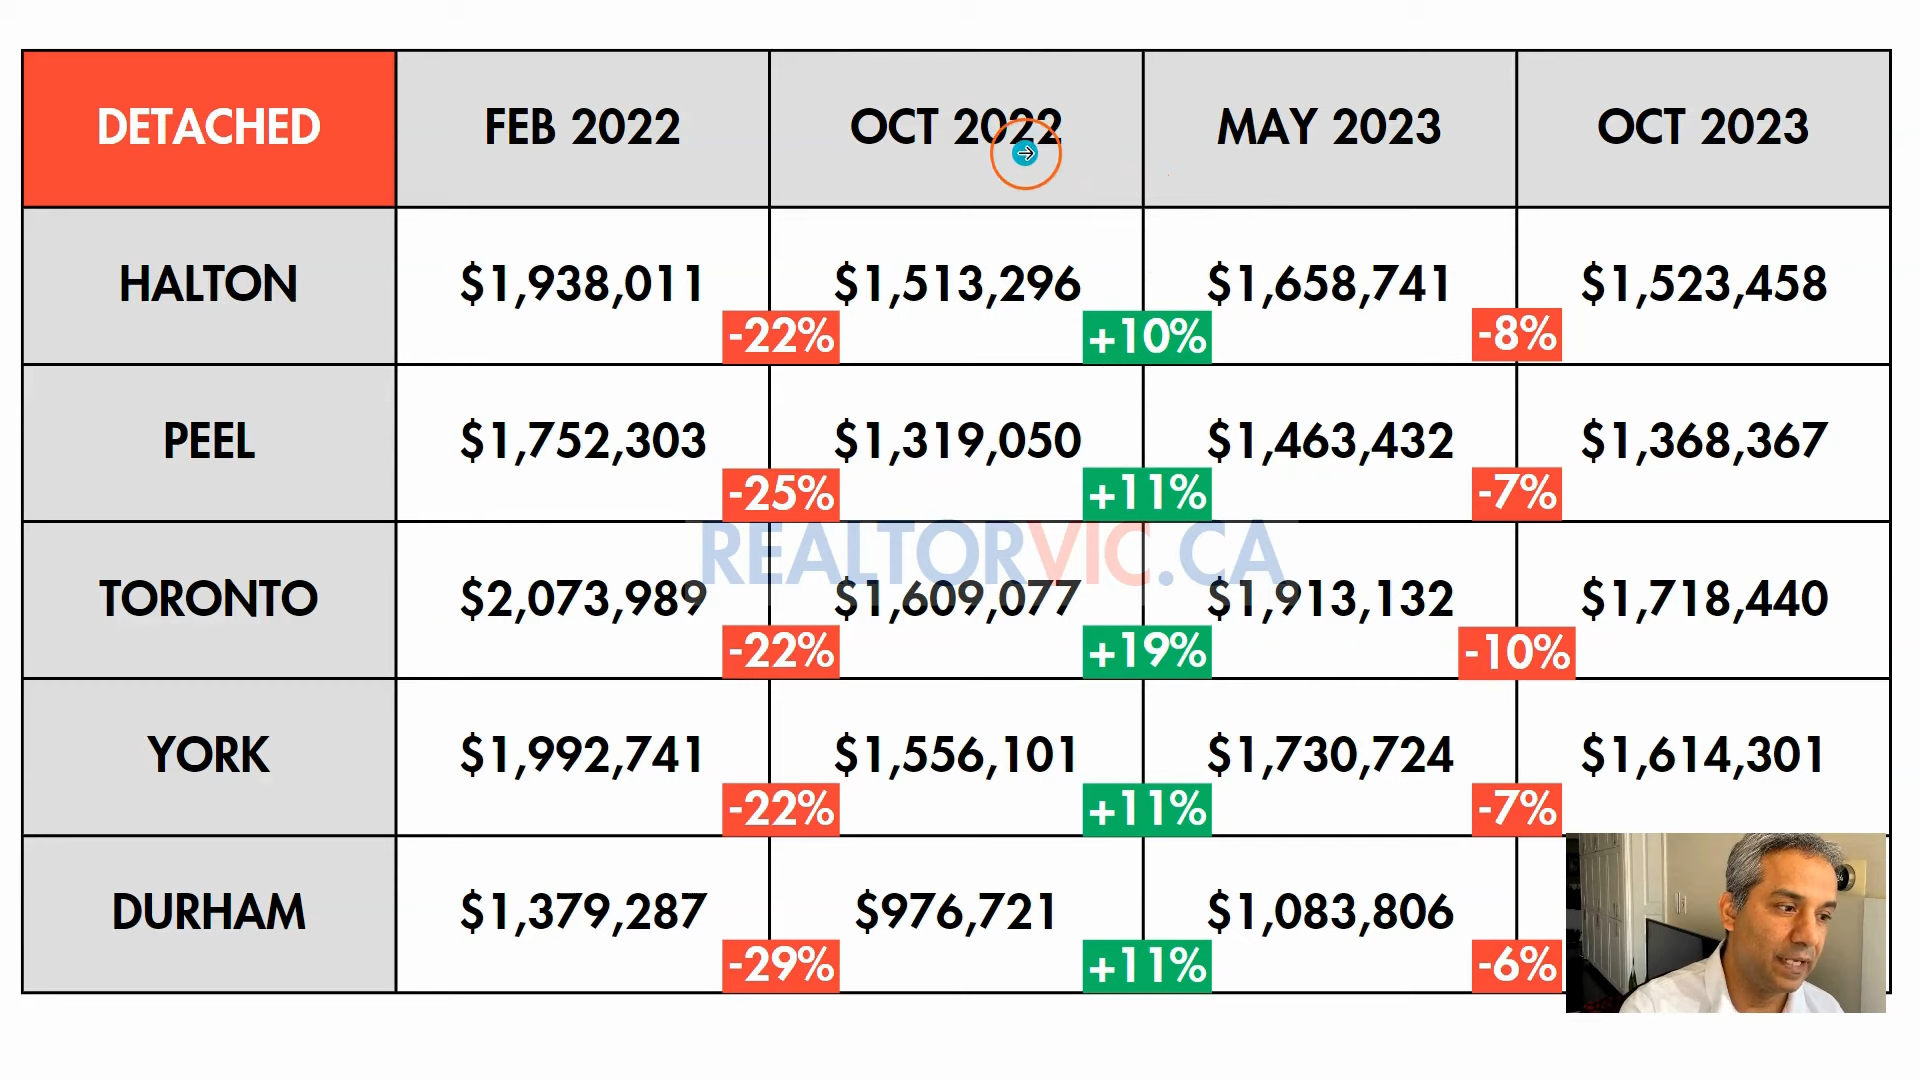 DETACHED FEB 2022 OCT 2022 MAY 2023 OCT 2023
HALTON $1,938,011 $1,513,296 $1,658,741 $1,523,458
-22% +10% -8%
PEEL $1,752,303 $1,319,050 $1,463,432 $1,368,367
-25% +11% -7%
REALTORVIC.CA
TORONTO $2,073,989 $1,609,077 $1,913,132 $1,718,440
-22% +19% -10%
YORK $1,992,741 $1,556,101 $1,730,724 $1,614,301
-22% +11% -7%
DURHAM $1,379,287 $976,721 $1,083,806
-29% +11% -6%